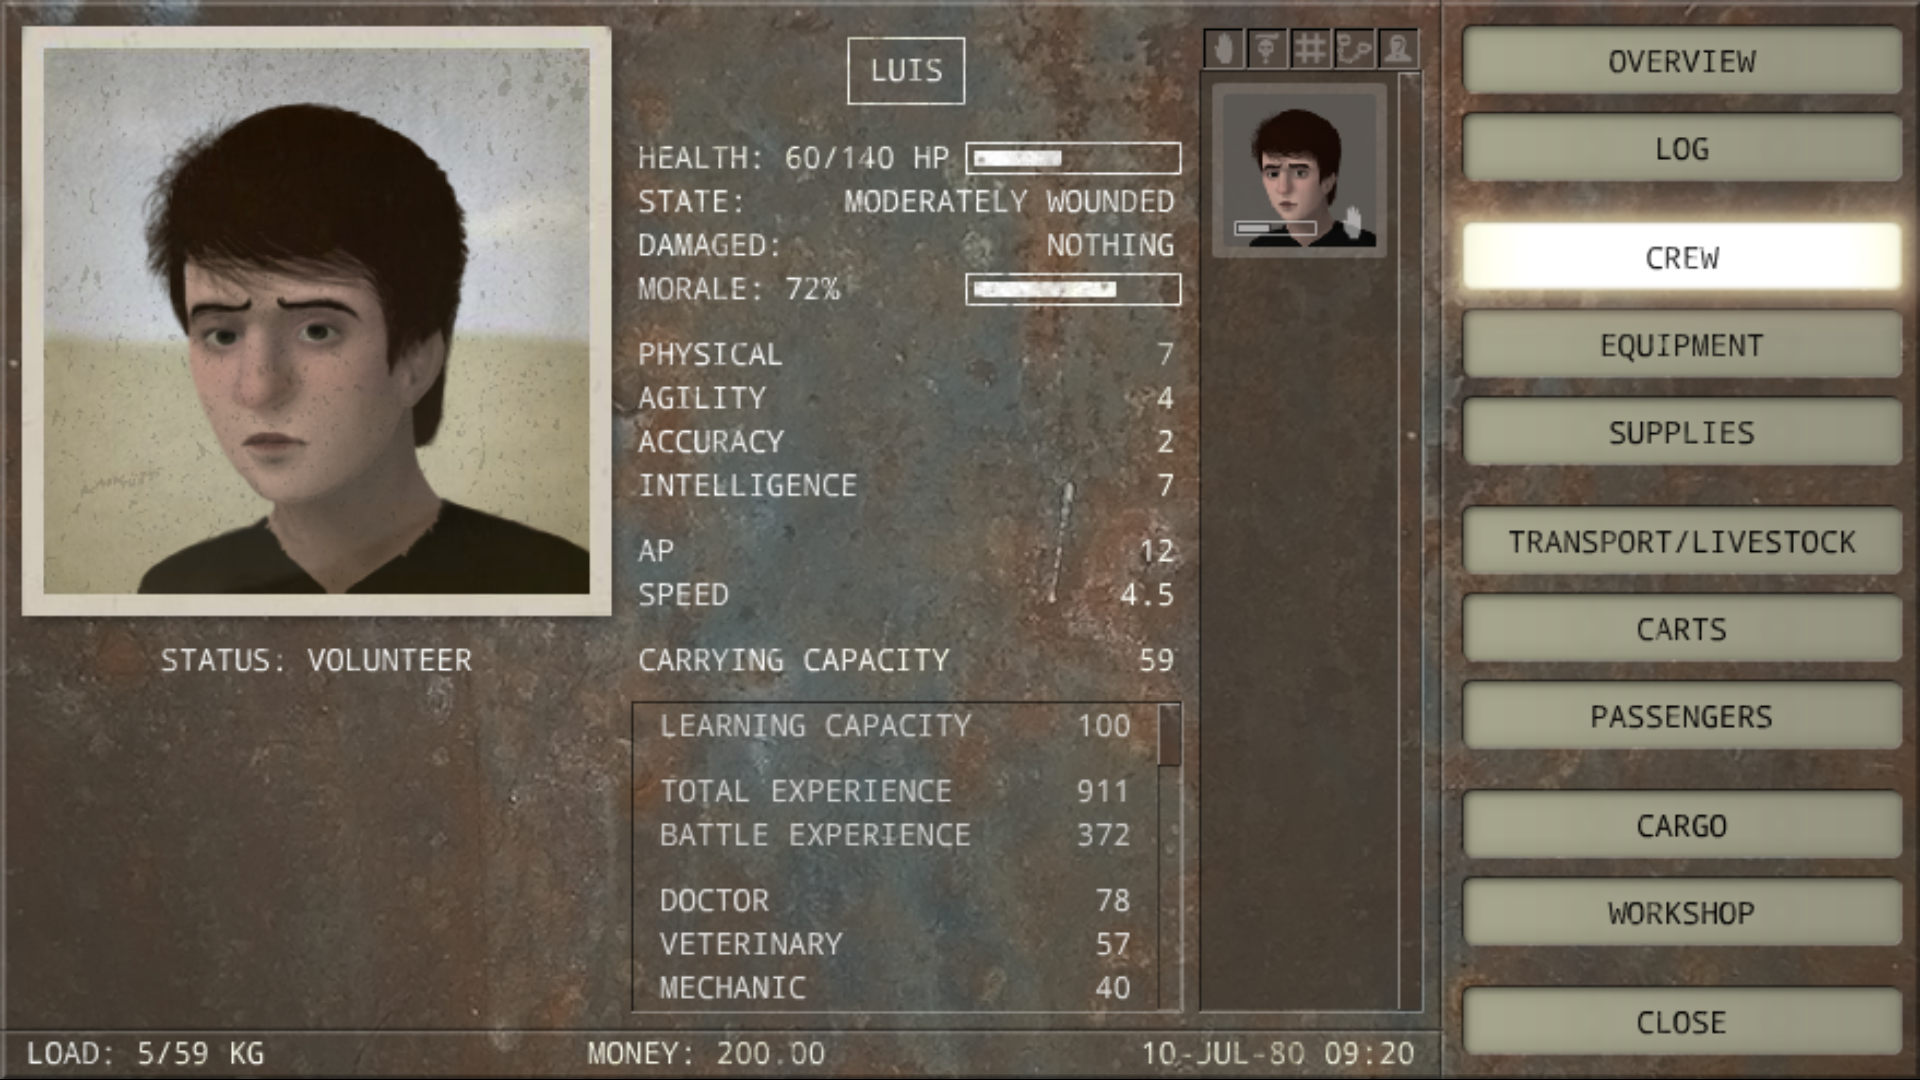 LUIS
HEALTH: 60/140 HP
STATE: MODERATELY WOUNDED
DAMAGED: NOTHING
MORALE: 72%
PHYSICAL 7
AGILITY 4
ACCURACY 2
INTELLIGENCE 7
AP 12
SPEED 4.5
CARRYING CAPACITY 59
LEARNING CAPACITY 100
TOTAL EXPERIENCE 911
BATTLE EXPERIENCE 372
DOCTOR 78
VETERINARY 57
MECHANIC 40
STATUS: VOLUNTEER
OVERVIEW
LOG
CREW
EQUIPMENT
SUPPLIES
TRANSPORT/LIVESTOCK
CARTS
PASSENGERS
CARGO
WORKSHOP
CLOSE
LOAD: 5/59 KG
MONEY: 200.00
10-JUL-80 09:20